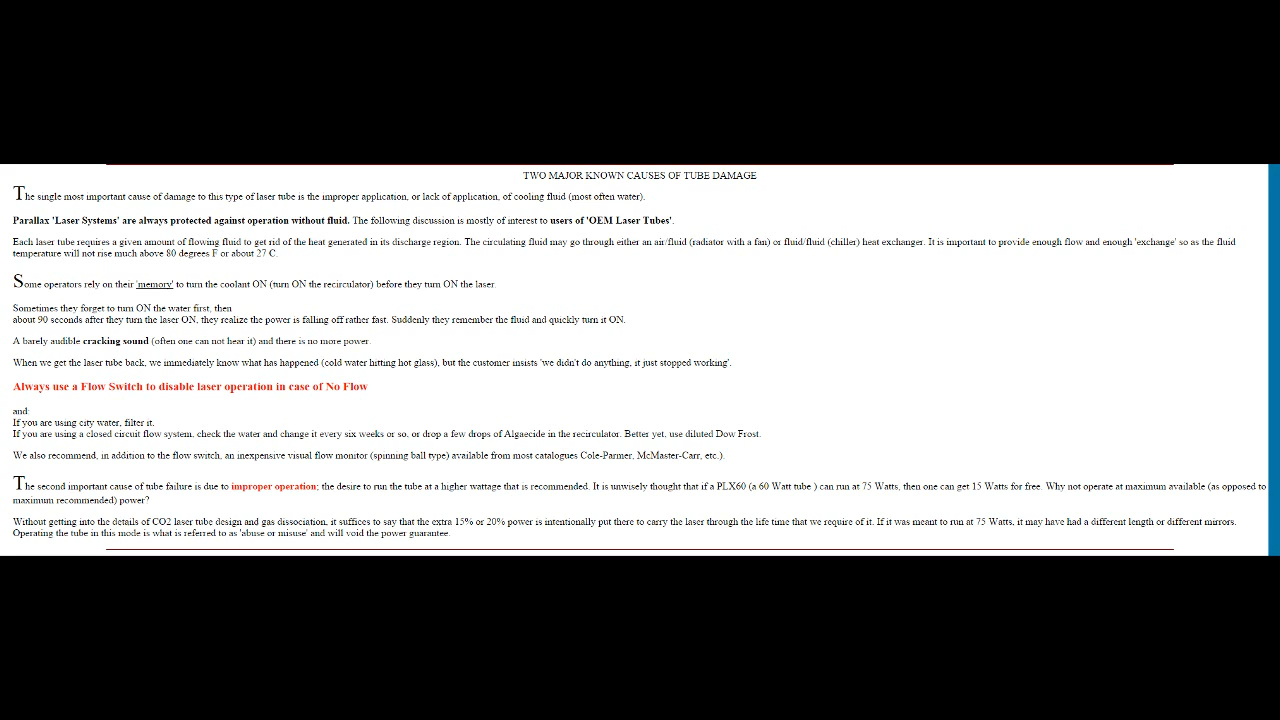 TWO MAJOR KNOWN CAUSES OF TUBE DAMAGE
The single most important cause of damage to this type of laser tube is the improper application, or lack of application, of cooling fluid (most often water).
Parallax 'Laser Systems' are always protected against operation without fluid. The following discussion is mostly of interest to users of 'OEM Laser Tubes'.
Each laser tube requires a given amount of flowing fluid to get rid of the heat generated in its discharge region. The circulating fluid may go through either an air/fluid (radiator with a fan) or fluid/fluid (chiller) heat exchanger. It is important to provide enough flow and enough 'exchange' so as the fluid
temperature will not rise much above 80 degrees F or about 27 C.
Some operators rely on their 'memory' to turn the coolant ON (turn ON the recirculator) before they turn ON the laser.
Sometimes they forget to turn ON the water first, then
about 90 seconds after they turn the laser ON, they realize the power is falling off rather fast. Suddenly they remember the fluid and quickly turn it ON.
A barely audible cracking sound (often one can not hear it) and there is no more power.
When we get the laser tube back, we immediately know what has happened (cold water hitting hot glass), but the customer insists 'we didn't do anything, it just stopped working'.
Always use a Flow Switch to disable laser operation in case of No Flow
and:
If you are using city water, filter it.
If you are using a closed circuit flow system, check the water and change it every six weeks or so, or drop a few drops of Algaecide in the recirculator. Better yet, use diluted Dow Frost.
We also recommend, in addition to the flow switch, an inexpensive visual flow monitor (spinning ball type) available from most catalogues Cole-Parmer, McMaster-Carr, etc.).
The second important cause of tube failure is due to improper operation; the desire to run the tube at a higher wattage that is recommended. It is unwisely thought that if a PLX60 (a 60 Watt tube ) can run at 75 Watts, then one can get 15 Watts for free. Why not operate at maximum available (as opposed to
maximum recommended) power?
Without getting into the details of CO2 laser tube design and gas dissociation, it suffices to say that the extra 15% or 20% power is intentionally put there to carry the laser through the life time that we require of it. If it was meant to run at 75 Watts, it may have had a different length or different mirrors.
Operating the tube in this mode is what is referred to as 'abuse or misuse' and will void the power guarantee.